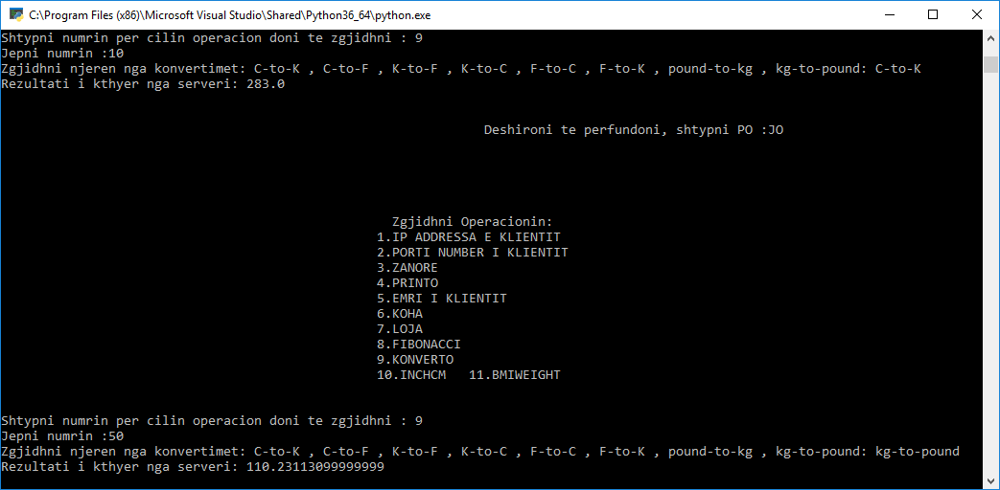 C:\Program Files (x86)\Microsoft Visual Studio\Shared\Python36_64\python.exe
Shtypni numrin per cilin operacion doni te zgjidhni : 9
Jepni numrin :10
Zgjidhni njeren nga konvertimet: C-to-K , C-to-F , K-to-F , K-to-C , F-to-C , F-to-K , pound-to-kg , kg-to-pound: C-to-K
Rezultati i kthyer nga serveri: 283.0
Deshironi te perfundoni, shtypni PO :JO
Zgjidhni Operacionin:
1.IP ADDRESSA E KLIENTIT
2.PORTI NUMBER I KLIENTIT
3.ZANORE
4.PRINTO
5.EMRI I KLIENTIT
6.KOHA
7.LOJA
8.FIBONACCI
9.KONVERTO
10.INCHCM   11.BMIWEIGHT
Shtypni numrin per cilin operacion doni te zgjidhni : 9
Jepni numrin :50
Zgjidhni njeren nga konvertimet: C-to-K , C-to-F , K-to-F , K-to-C , F-to-C , F-to-K , pound-to-kg , kg-to-pound: kg-to-pound
Rezultati i kthyer nga serveri: 110.23113099999999